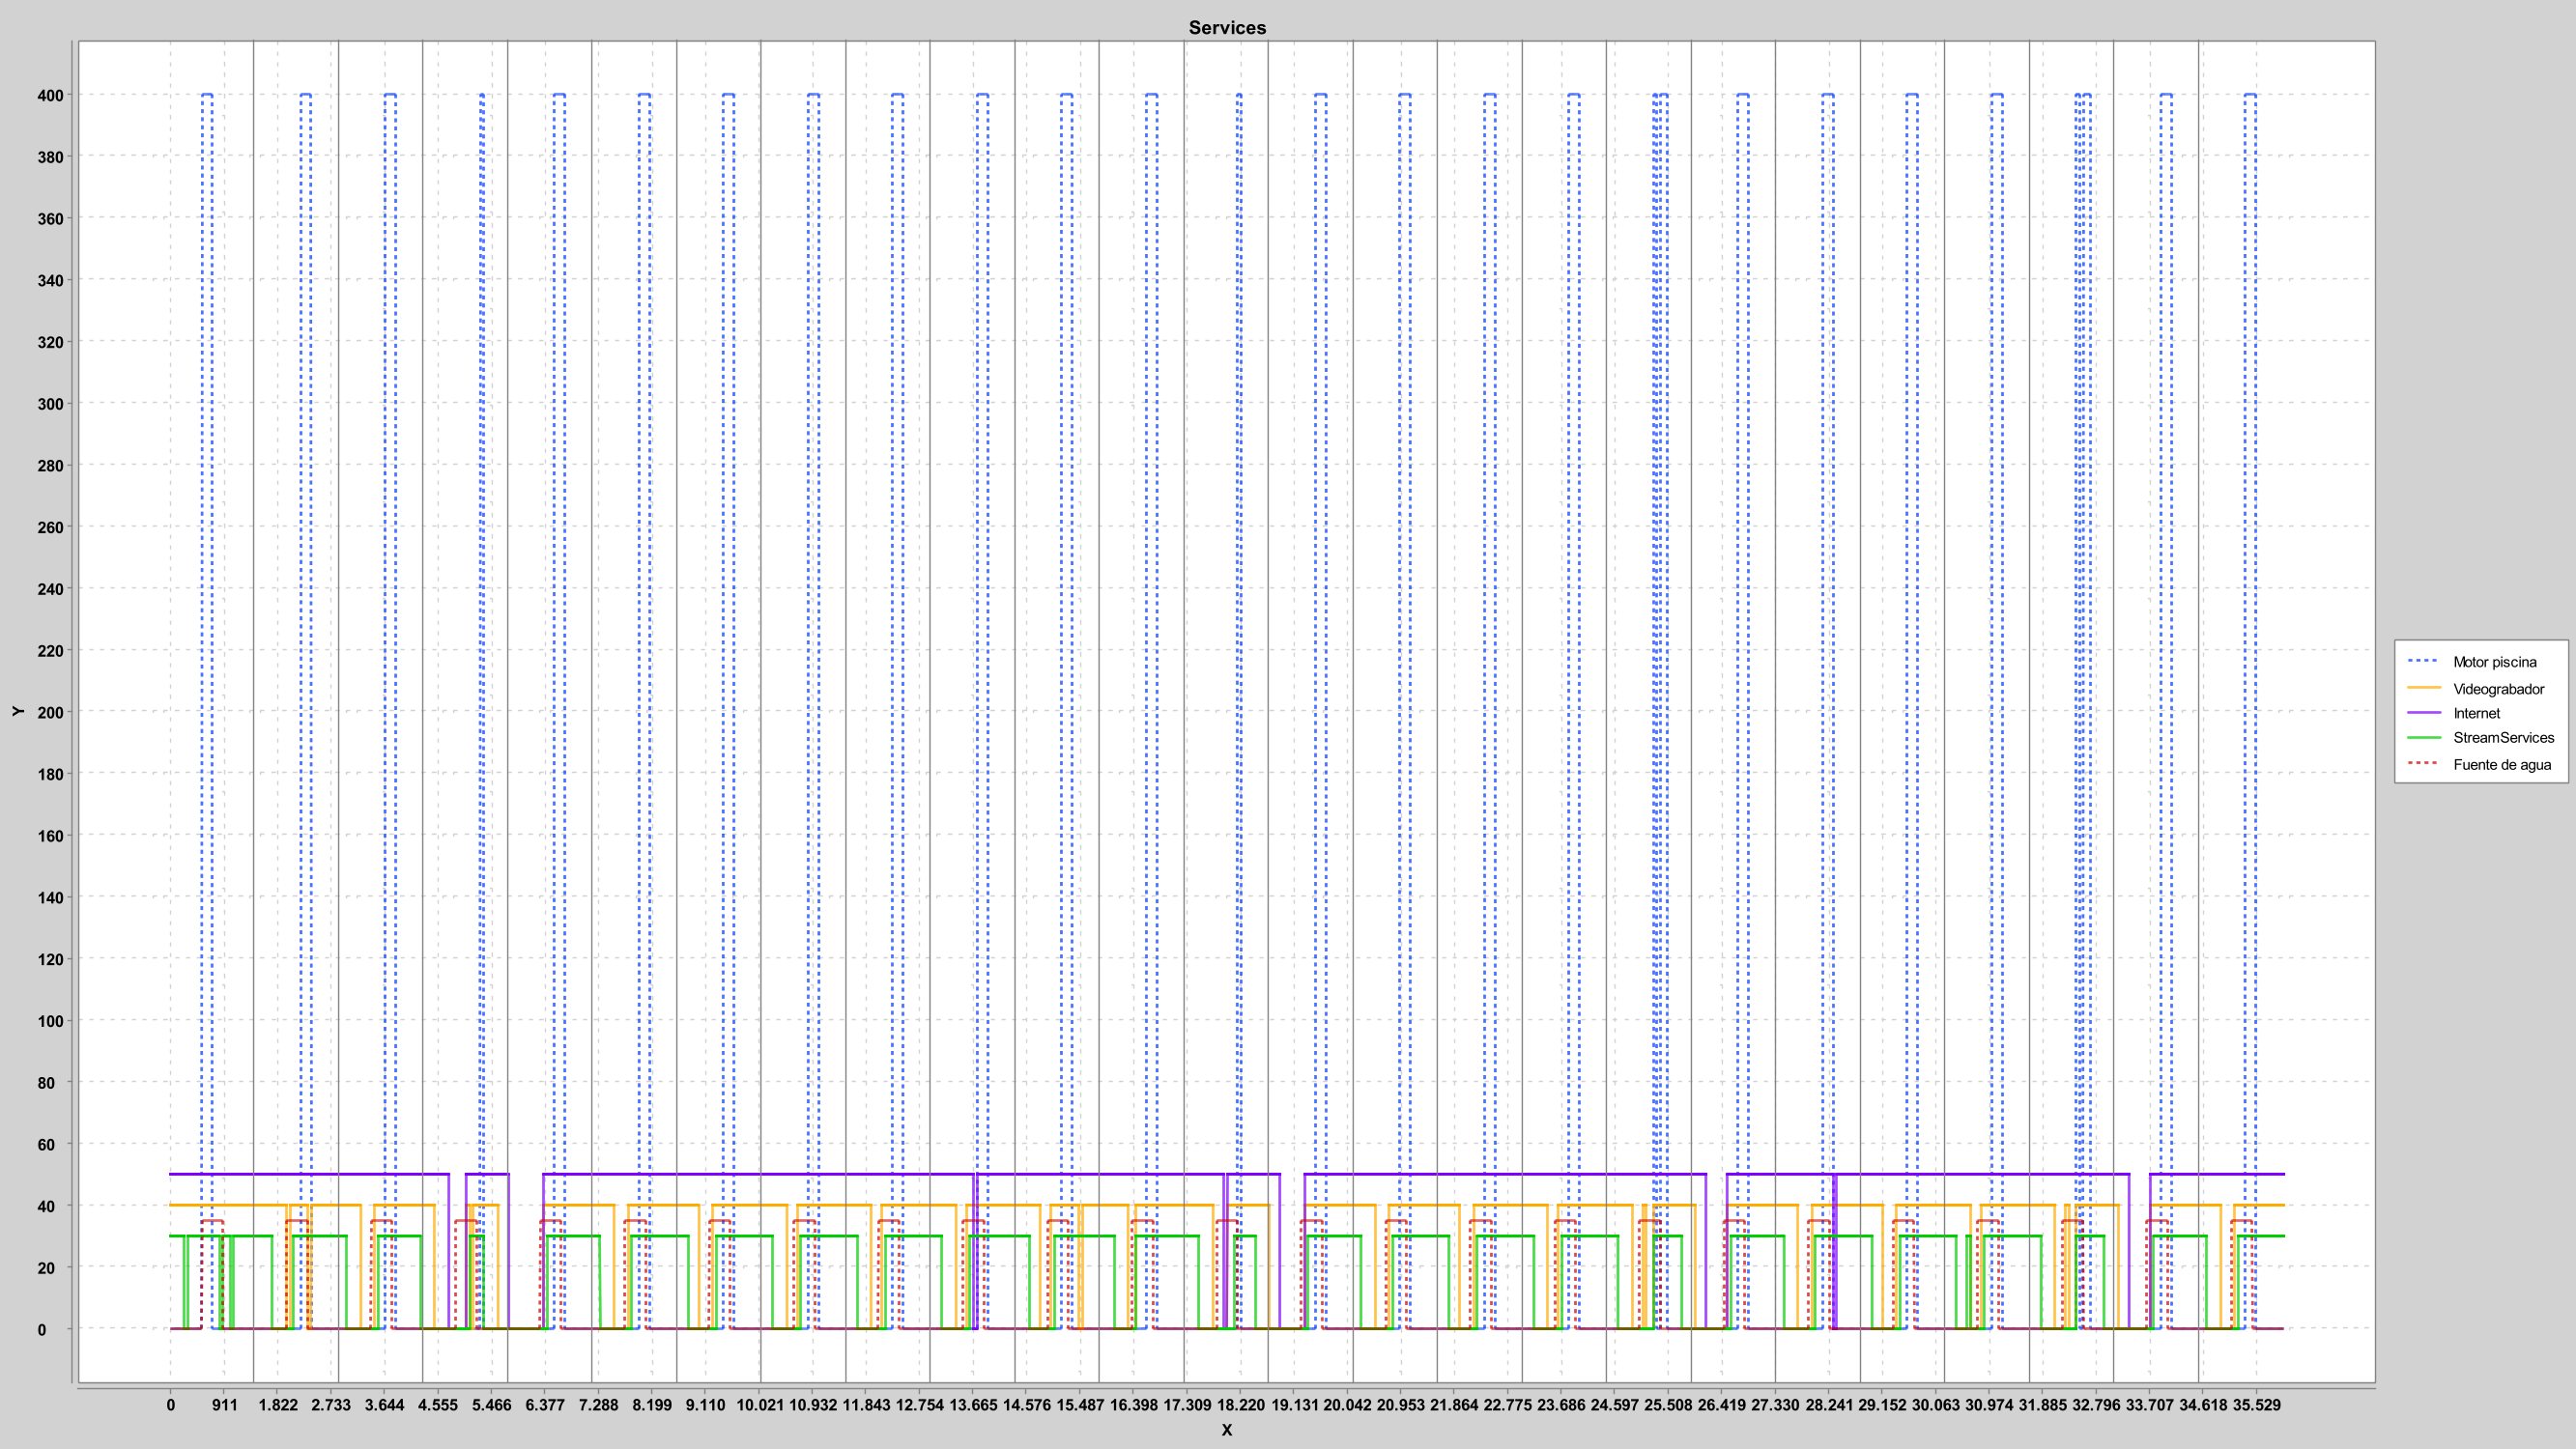 Services
400
380
360
340
320
300
280
260
240
220
200
180
160
140
120
100
80
60
40
20
0
Y
0 911 1.822 2.733 3.644 4.555 5.466 6.377 7.288 8.199 9.110 10.021 10.932 11.843 12.754 13.665 14.576 15.487 16.398 17.309 18.220 19.131 20.042 20.953 21.864 22.775 23.686 24.597 25.508 26.419 27.330 28.241 29.152 30.063 30.974 31.885 32.796 33.707 34.618 35.529
X
Motor piscina
Videograbador
Internet
StreamServices
Fuente de agua